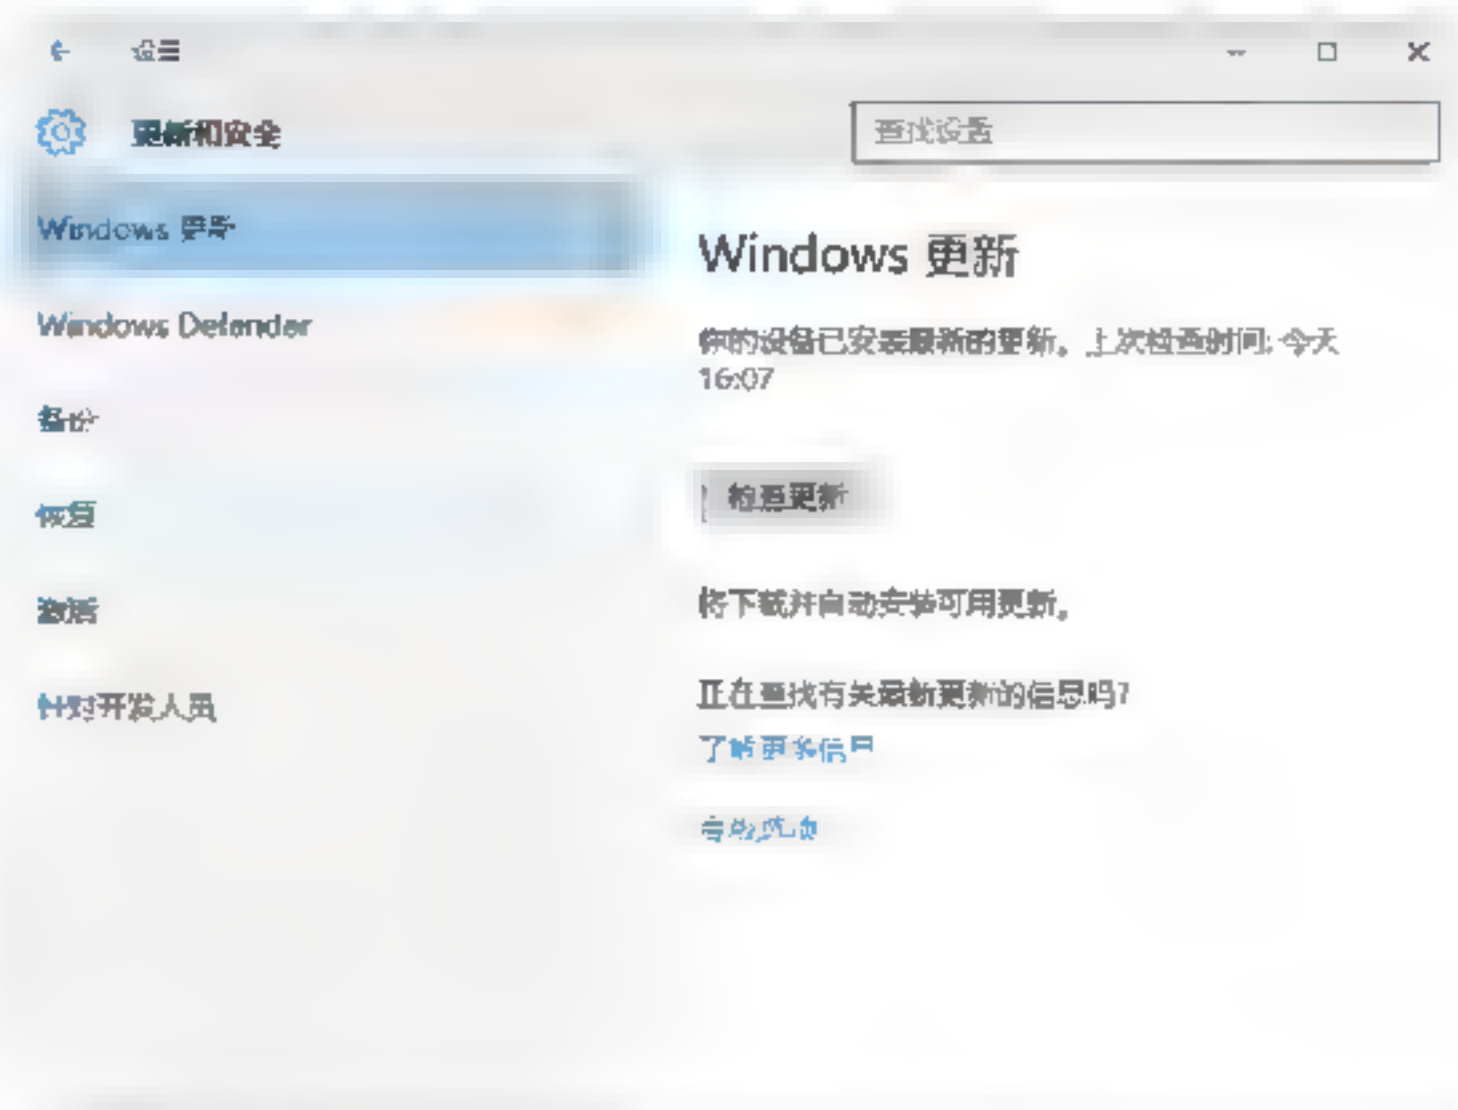 设置
更新和安全
查找设置
Windows 更新
Windows Defender
备份
恢复
激活
针对开发人员
Windows 更新
你的设备已安装最新的更新。上次检查时间: 今天
16:07
检查更新
将下载并自动安装可用更新。
正在查找有关最新更新的信息吗?
了解更多信息
高级选项